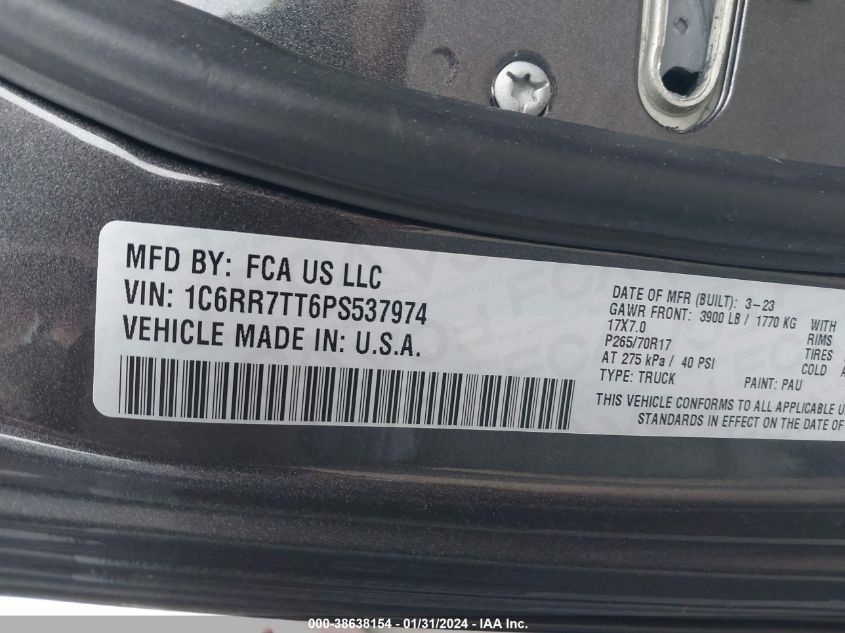 MFD BY: FCA US LLC
VIN: 1C6RR7TT6PS537974
VEHICLE MADE IN: U.S.A.
DATE OF MFR (BUILT): 3-23
GAWR FRONT: 3900 LB / 1770 KG WITH
17X7.0 RIMS
P265/70R17 TIRES
AT 275 kPa / 40 PSI COLD
TYPE: TRUCK PAINT: PAU
THIS VEHICLE CONFORMS TO ALL APPLICABLE
STANDARDS IN EFFECT ON THE DATE OF
000-38638154 - 01/31/2024 - IAA Inc.